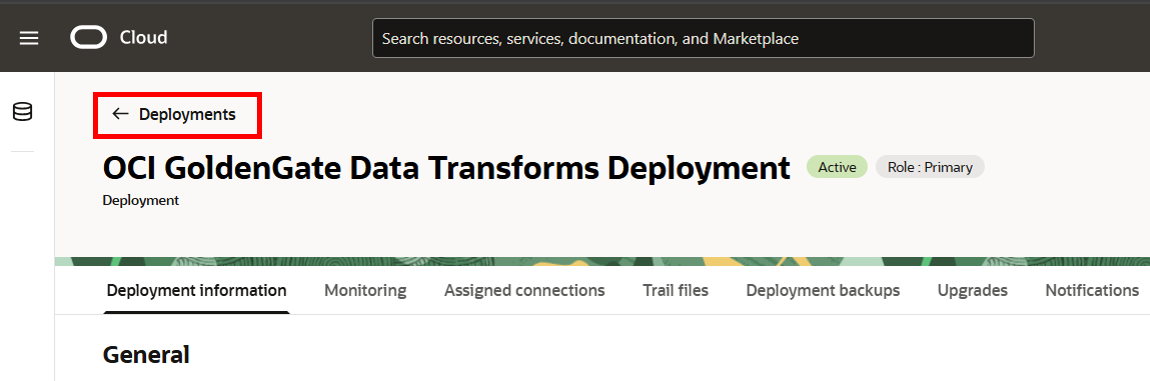 Cloud
Search resources, services, documentation, and Marketplace
Deployments
OCI GoldenGate Data Transforms Deployment Active Role : Primary
Deployment
Deployment information Monitoring Assigned connections Trail files Deployment backups Upgrades Notifications
General